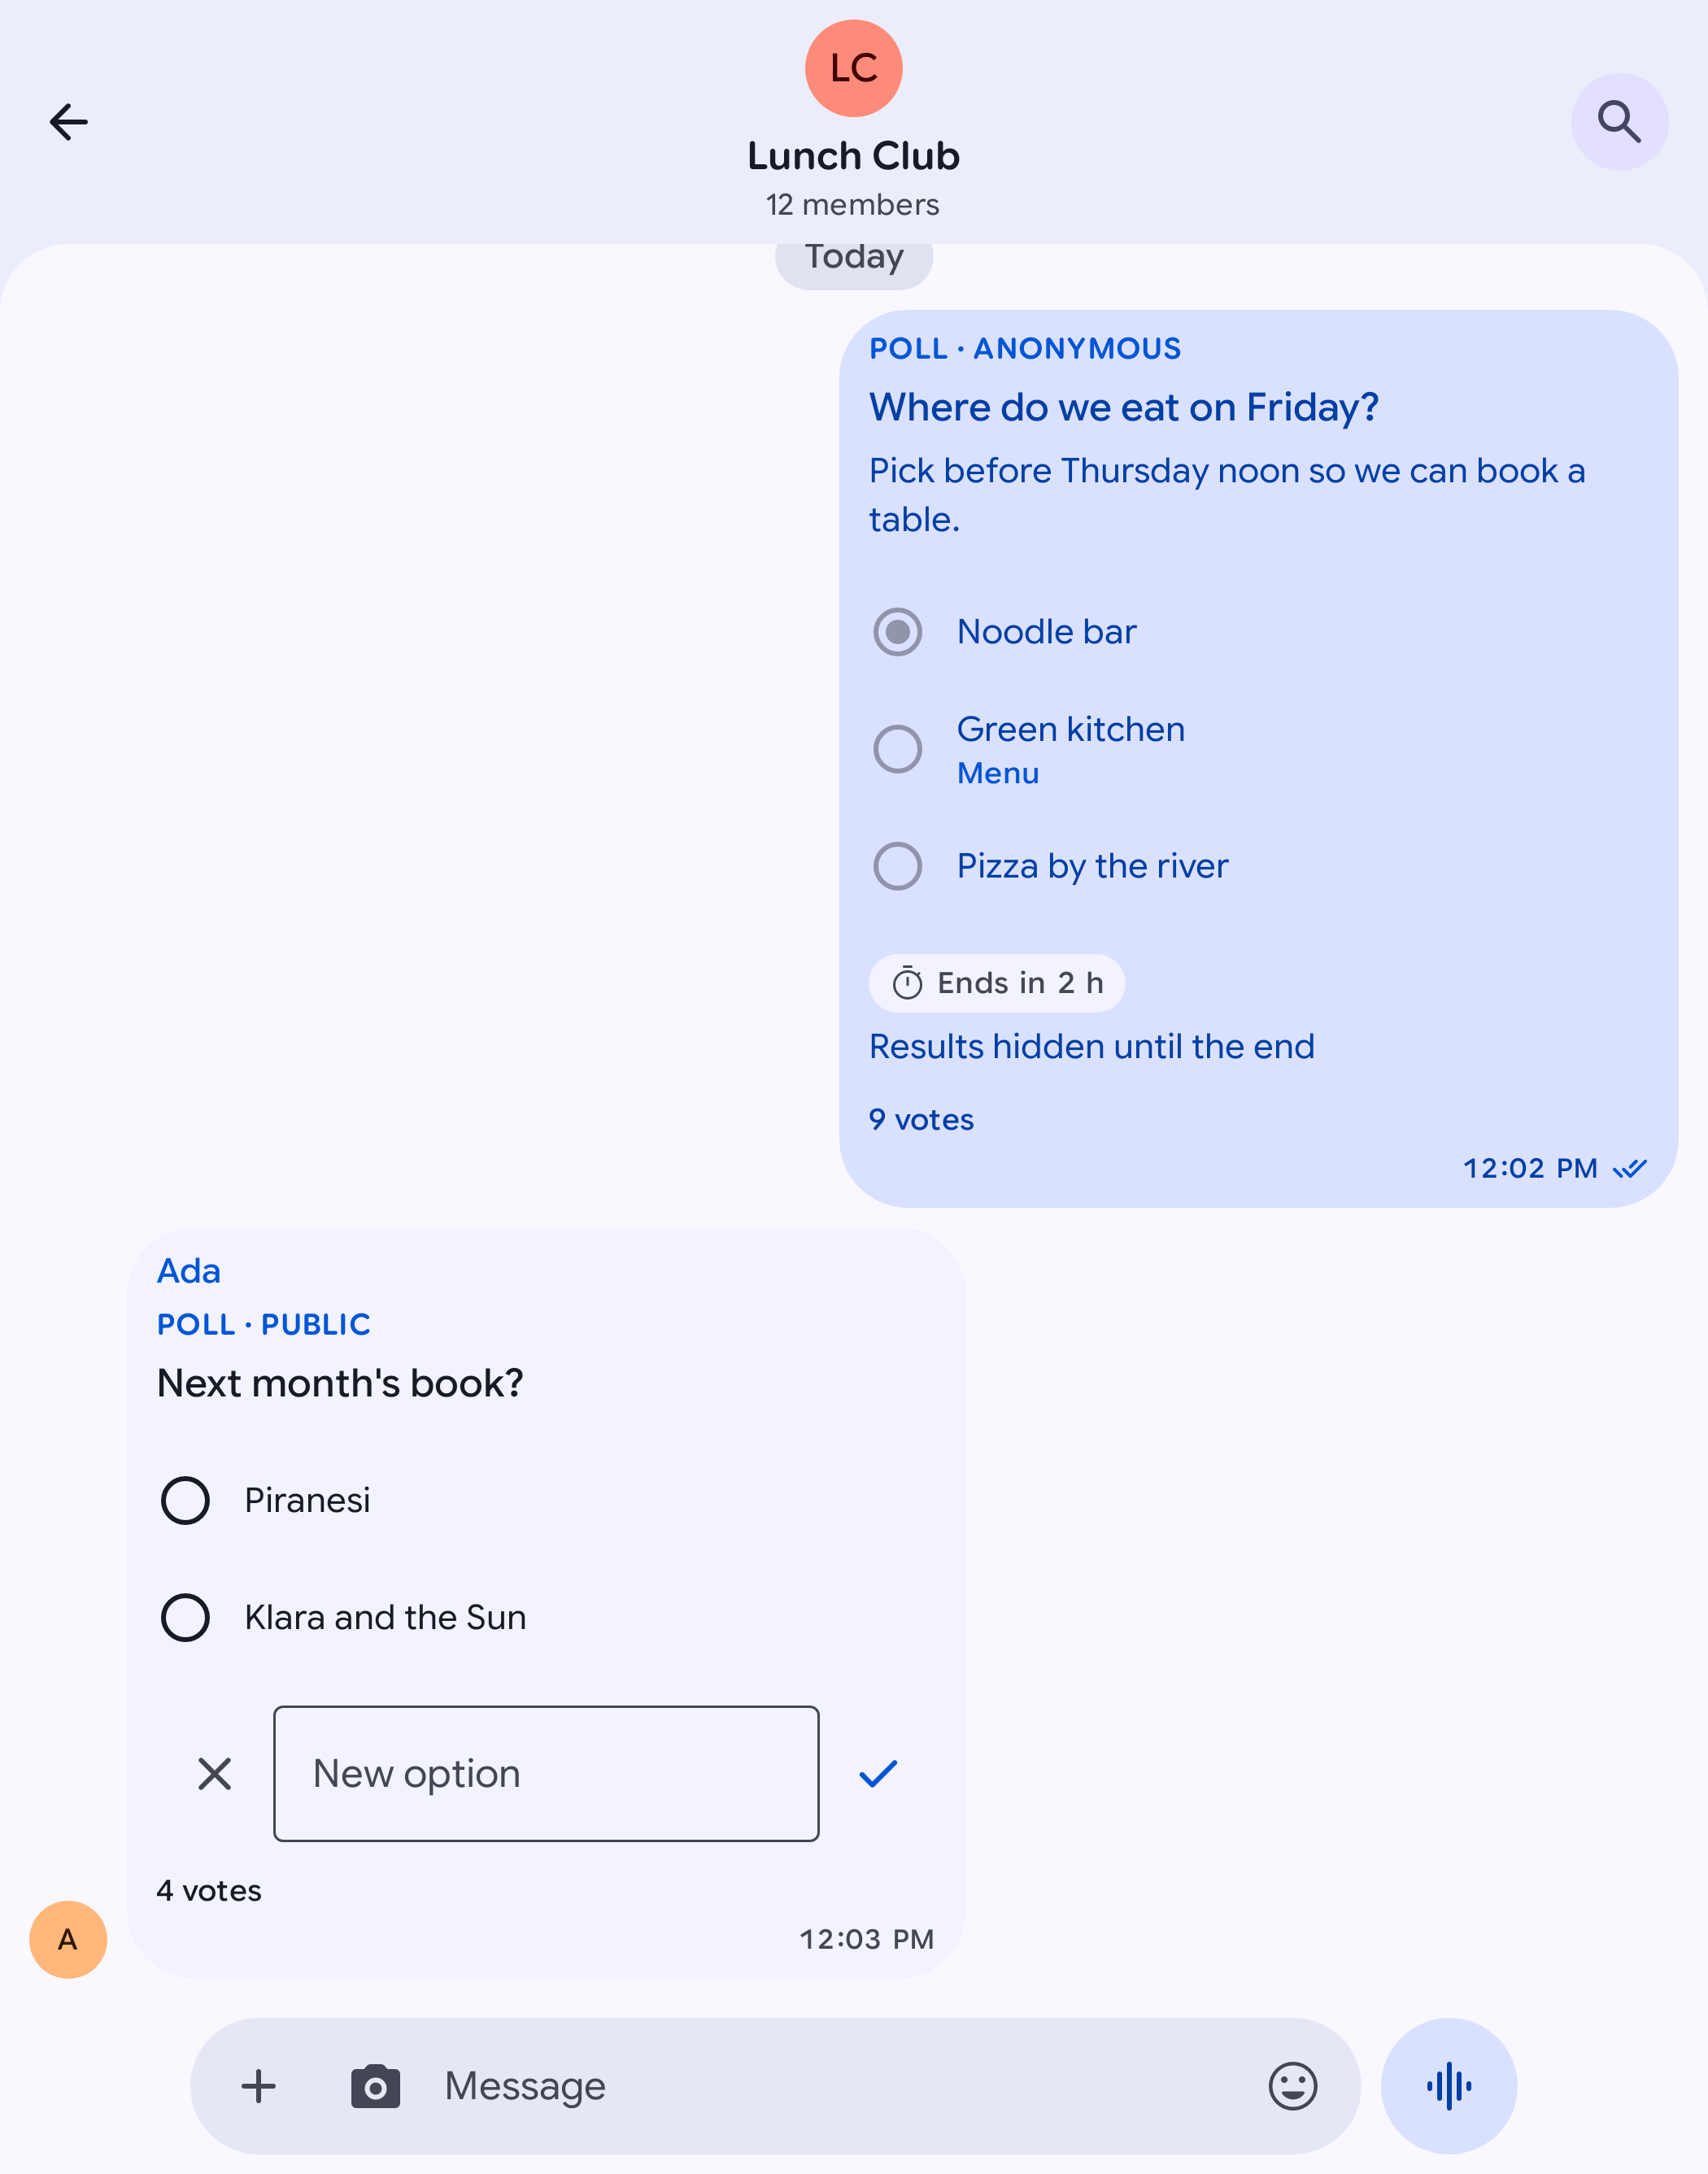 LC
Lunch Club
12 members
Today
POLL · ANONYMOUS
Where do we eat on Friday?
Pick before Thursday noon so we can book a
table.
Noodle bar
Green kitchen
Menu
Pizza by the river
Ends in 2 h
Results hidden until the end
9 votes
12:02 PM
Ada
POLL · PUBLIC
Next month's book?
Piranesi
Klara and the Sun
New option
4 votes
A
12:03 PM
Message